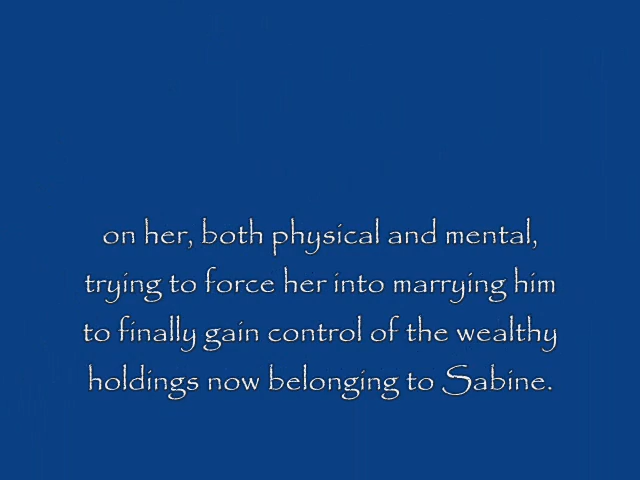 on her, both physical and mental,
trying to force her into marrying him
to finally gain control of the wealthy
holdings now belonging to Sabine.